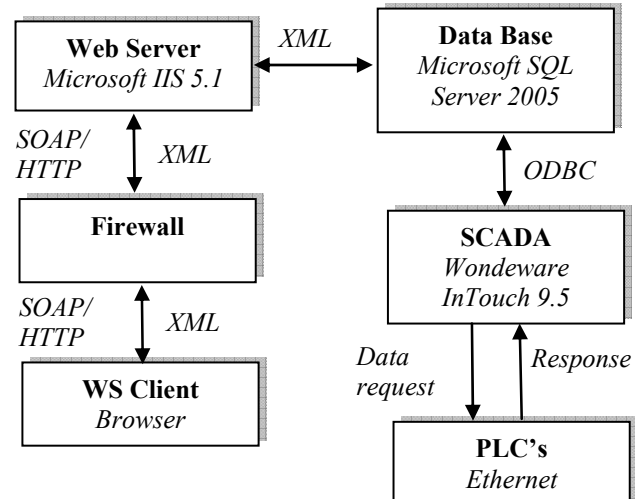 Web Server
Microsoft IIS 5.1
XML
Data Base
Microsoft SQL
Server 2005
SOAP/
HTTP
XML
ODBC
Firewall
SCADA
Wondeware
InTouch 9.5
SOAP/
HTTP
XML
Data
request
Response
WS Client
Browser
PLC's
Ethernet